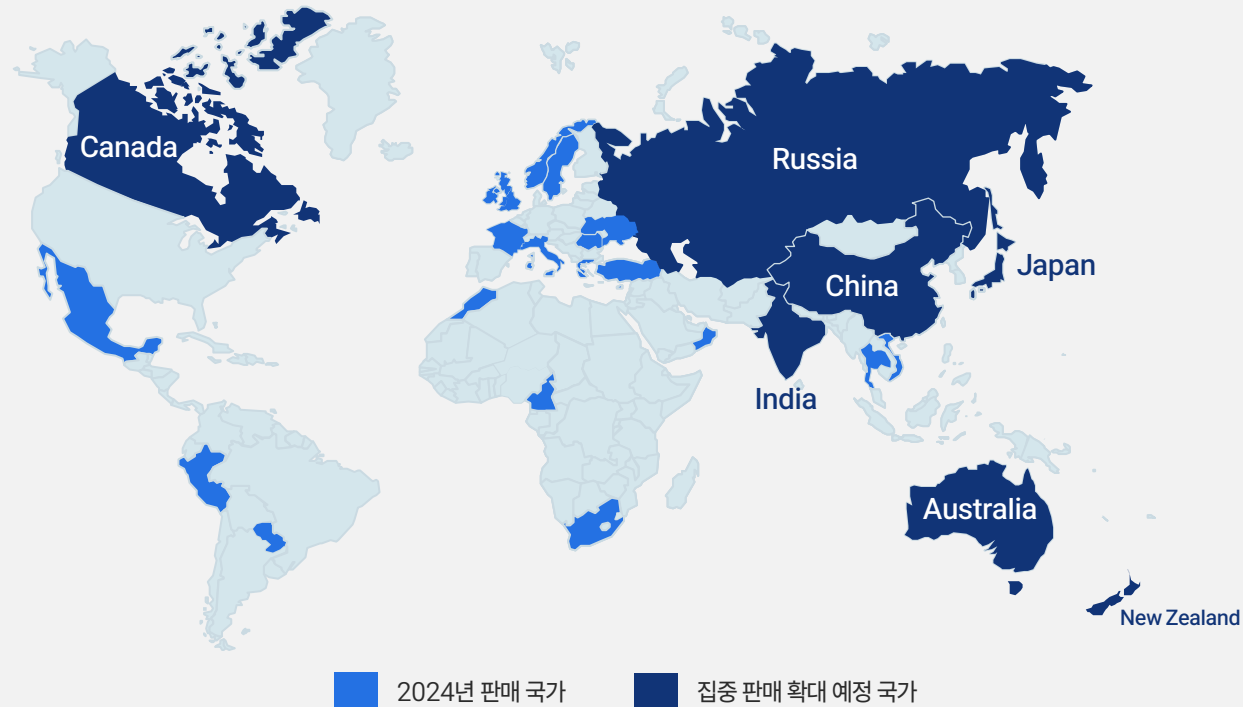 Canada
Russia
Japan
China
India
Australia
New Zealand
2024년 판매 국가
집중 판매 확대 예정 국가